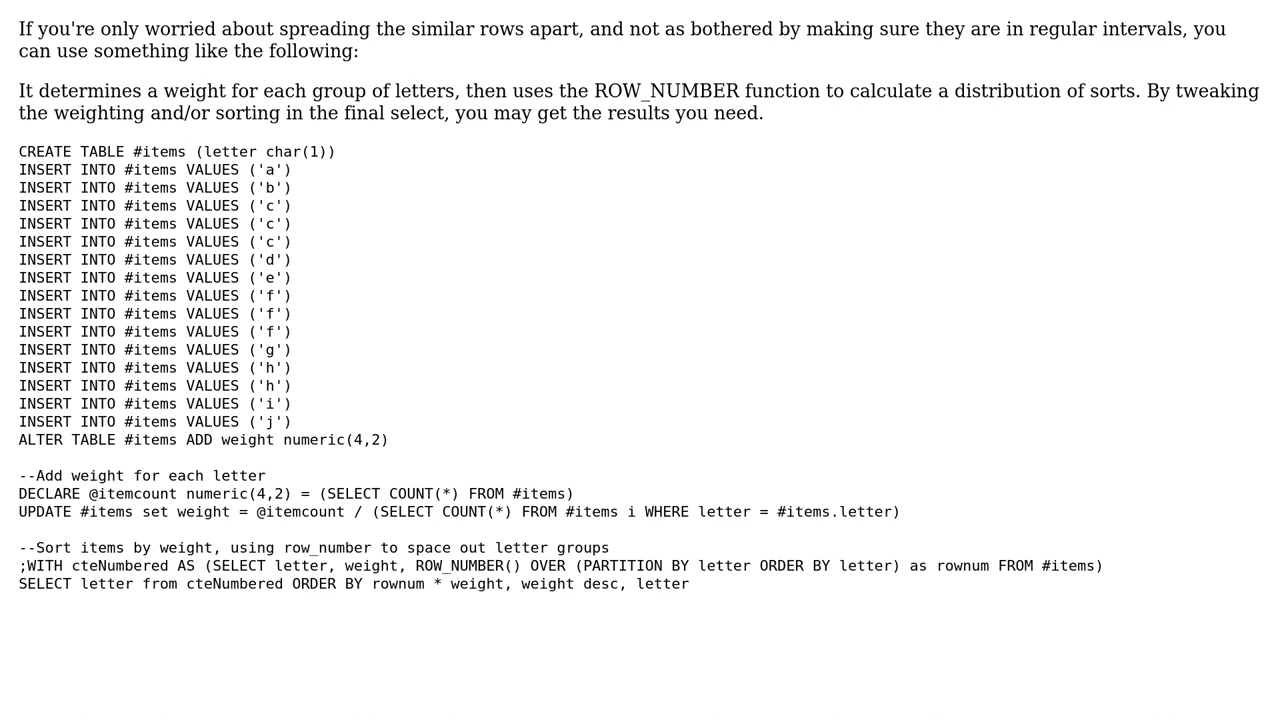 If you're only worried about spreading the similar rows apart, and not as bothered by making sure they are in regular intervals, you
can use something like the following:
It determines a weight for each group of letters, then uses the ROW_NUMBER function to calculate a distribution of sorts. By tweaking
the weighting and/or sorting in the final select, you may get the results you need.
CREATE TABLE #items (letter char(1))
INSERT INTO #items VALUES ('a')
INSERT INTO #items VALUES ('b')
INSERT INTO #items VALUES ('c')
INSERT INTO #items VALUES ('c')
INSERT INTO #items VALUES ('c')
INSERT INTO #items VALUES ('d')
INSERT INTO #items VALUES ('e')
INSERT INTO #items VALUES ('f')
INSERT INTO #items VALUES ('f')
INSERT INTO #items VALUES ('f')
INSERT INTO #items VALUES ('g')
INSERT INTO #items VALUES ('h')
INSERT INTO #items VALUES ('h')
INSERT INTO #items VALUES ('i')
INSERT INTO #items VALUES ('j')
ALTER TABLE #items ADD weight numeric(4,2)
--Add weight for each letter
DECLARE @itemcount numeric(4,2) = (SELECT COUNT(*) FROM #items)
UPDATE #items set weight = @itemcount / (SELECT COUNT(*) FROM #items i WHERE letter = #items.letter)
--Sort items by weight, using row_number to space out letter groups
;WITH cteNumbered AS (SELECT letter, weight, ROW_NUMBER() OVER (PARTITION BY letter ORDER BY letter) as rownum FROM #items)
SELECT letter from cteNumbered ORDER BY rownum * weight, weight desc, letter